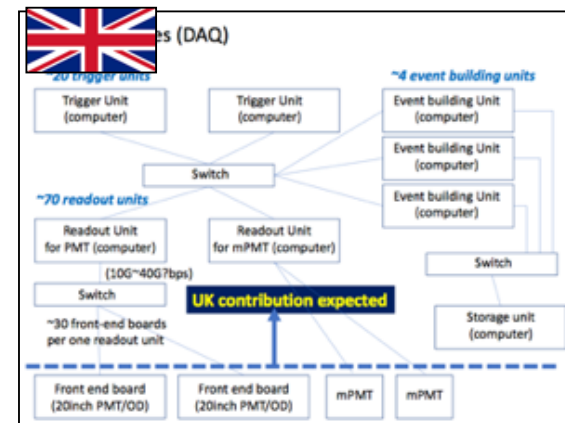 es (DAQ)
~20 trigger units
~4 event building units
Trigger Unit
(computer)
Trigger Unit
(computer)
Event building Unit
(computer)
Event building Unit
(computer)
Event building Unit
(computer)
Switch
~70 readout units
Readout Unit
for PMT (computer)
Readout Unit
for mPMT (computer)
(10G~40G?bps)
Switch
Switch
UK contribution expected
~30 front-end boards
per one readout unit
Storage unit
(computer)
Front end board
(20inch PMT/OD)
Front end board
(20inch PMT/OD)
mPMT
mPMT